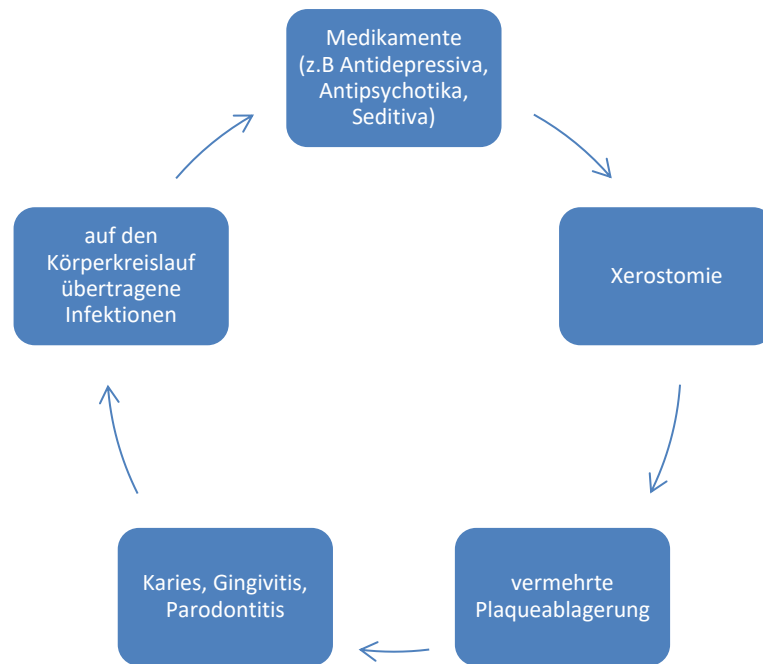 Medikamente
(z.B Antidepressiva,
Antipsychotika,
Seditiva)
Xerostomie
vermehrte
Plaqueablagerung
Karies, Gingivitis,
Parodontitis
auf den
Körperkreislauf
übertragene
Infektionen